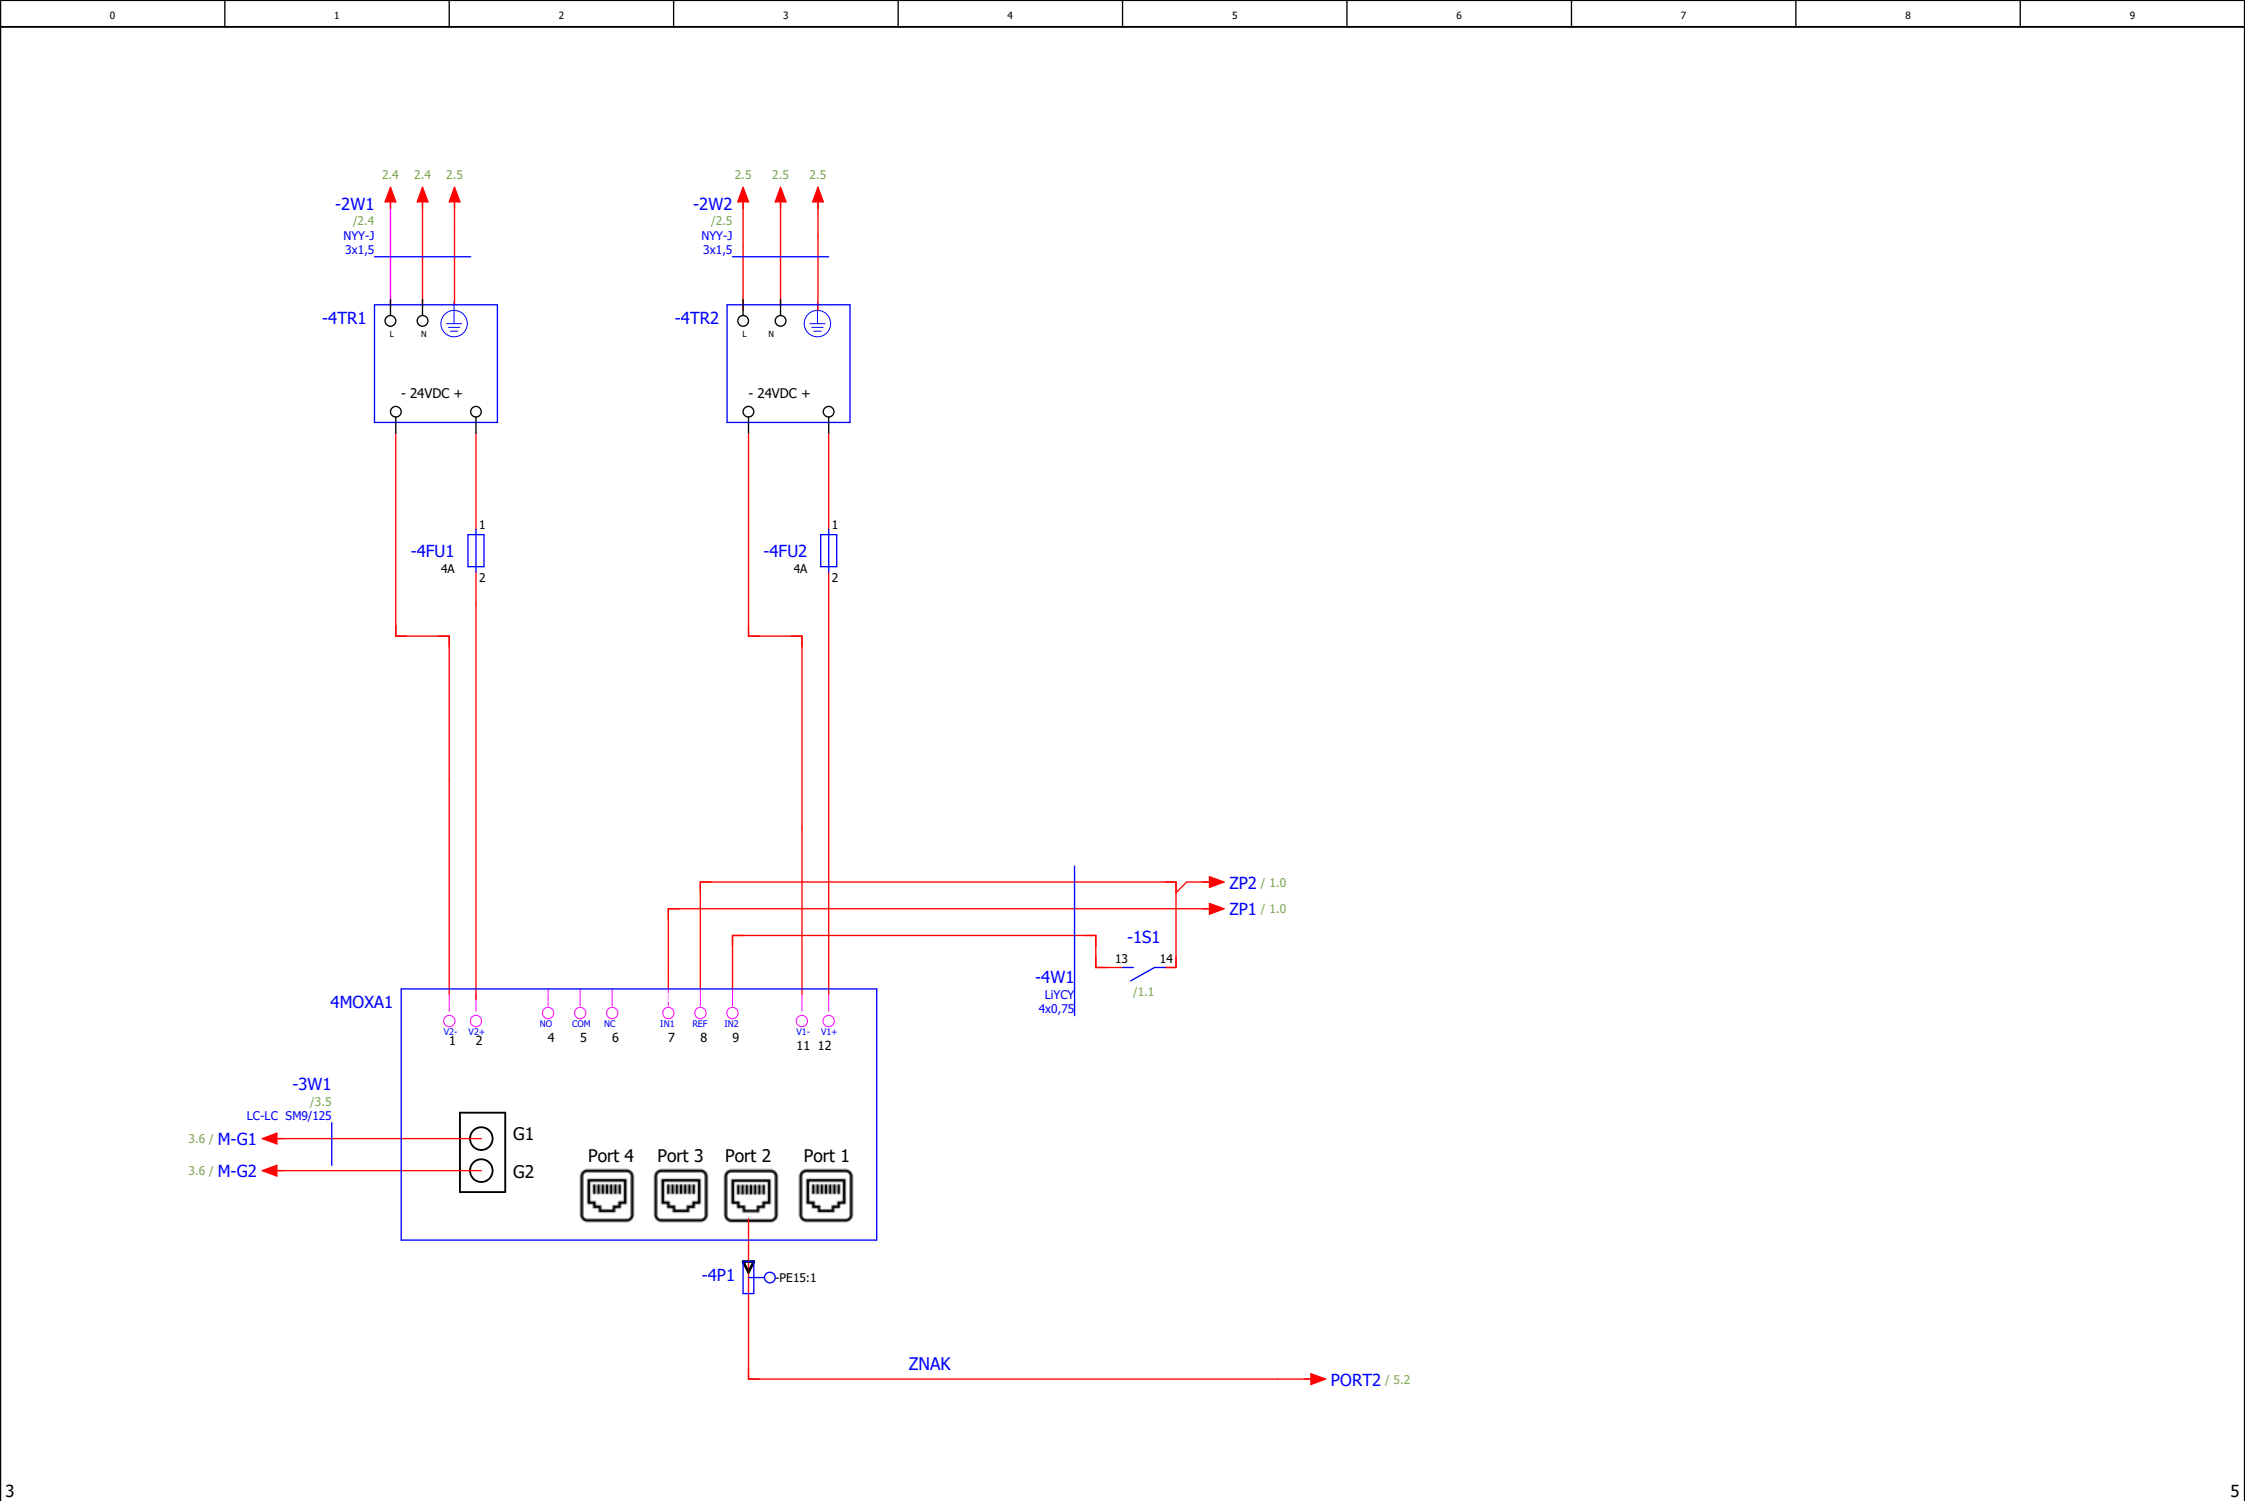 0 1 2 3 4 5 6 7 8 9
2.4 2.4 2.5
2.5 2.5 2.5
-2W1
/2.4
NYY-J
3x1,5
-2W2
/2.5
NYY-J
3x1,5
-4TR1
L N
- 24VDC +
-4TR2
L N
- 24VDC +
1
-4FU1
4A
2
1
-4FU2
4A
2
ZP2 / 1.0
ZP1 / 1.0
-1S1
13 14
/1.1
-4W1
LiYCY
4x0,75
4MOXA1
V2- V2+ NO COM NC IN1 REF IN2 V1- V1+
1 2 4 5 6 7 8 9 11 12
-3W1
/3.5
LC-LC SM9/125
3.6 / M-G1
3.6 / M-G2
G1
G2
Port 4 Port 3 Port 2 Port 1
-4P1
-PE15:1
ZNAK
PORT2 / 5.2
3
5